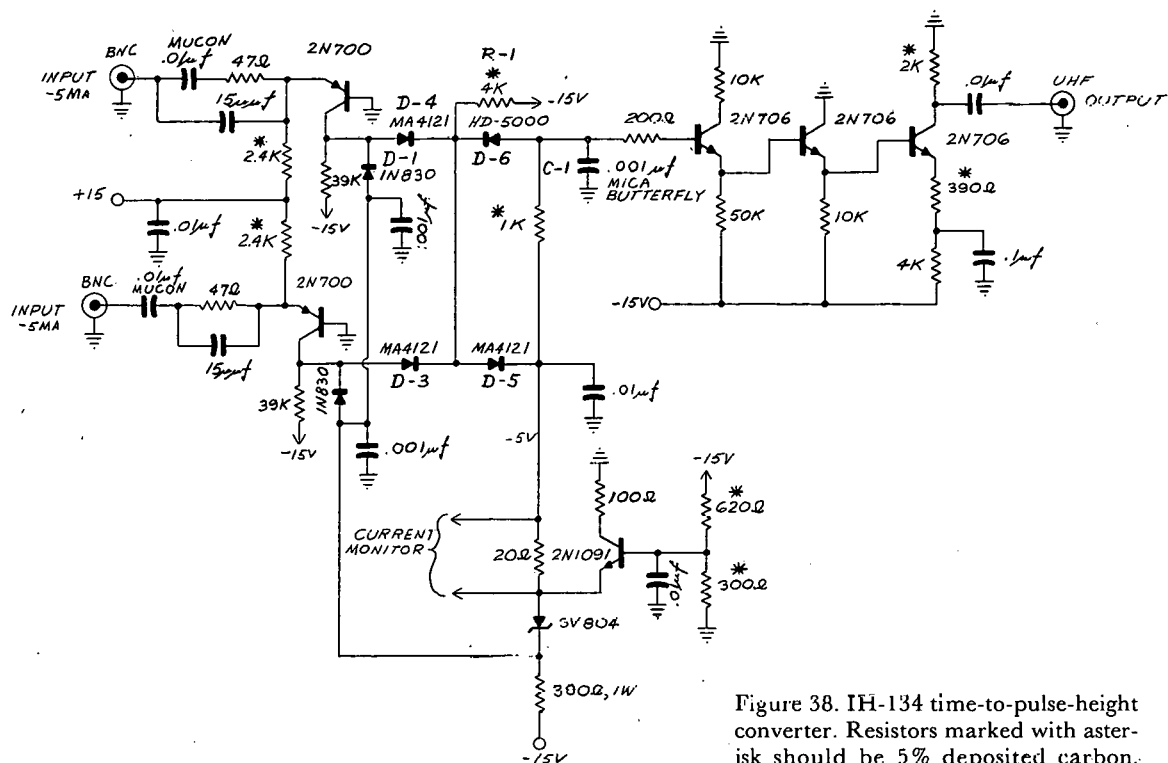 BNC
MUCON
.01µf
47Ω
2N700
INPUT
-5MA
15µµf
D-4
MA4121
R-1
*
4K
-15V
HD-5000
D-6
D-1
1N830
*
2.4K
39K
-15V
.001µf
+15
.01µf
*
2.4K
C-1
.001µf
MICA
BUTTERFLY
*1K
200Ω
10K
2N706
2N706
*
2K
.01µf
UHF
OUTPUT
2N706
*
390Ω
50K
10K
4K
.1µf
-15V
BNC
.01µf
MUCON
47Ω
2N700
INPUT
-5MA
15µµf
MA4121
D-3
MA4121
D-5
1N830
39K
-15V
.001µf
.01µf
-5V
CURRENT
MONITOR
20Ω
100Ω
2N1091
-15V
*
620Ω
.01µf
*
300Ω
SV804
300Ω, 1W
-15V
Figure 38. IH-134 time-to-pulse-height
converter. Resistors marked with aster-
isk should be 5% deposited carbon.